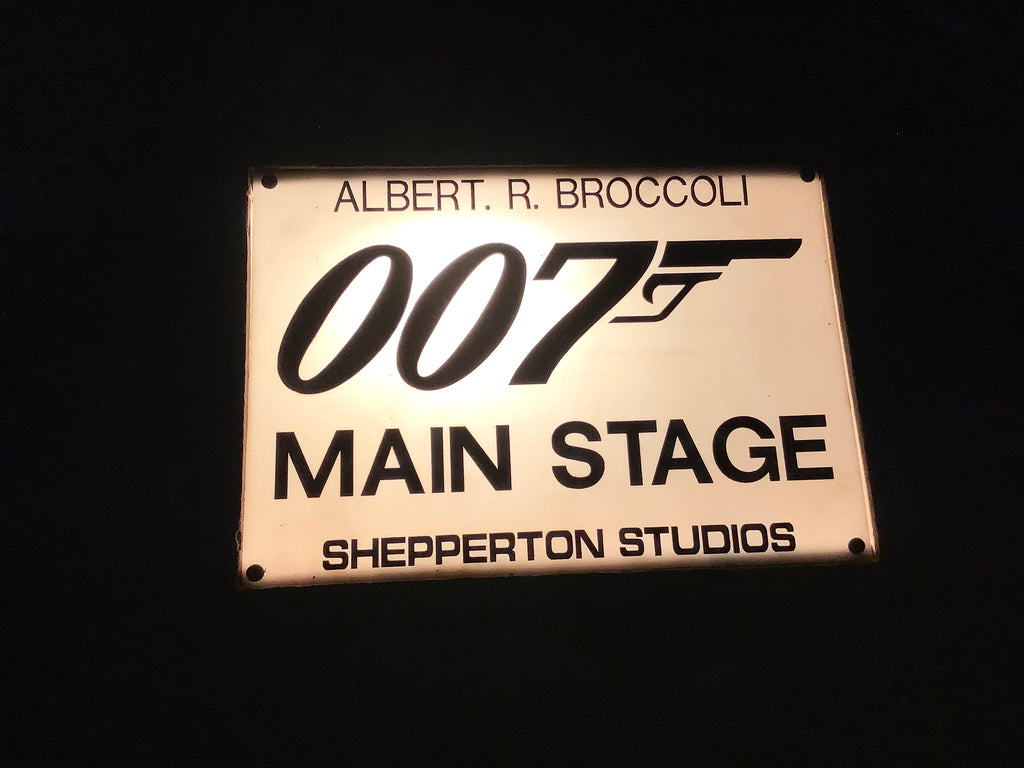 ALBERT. R. BROCCOLI
007
MAIN STAGE
SHEPPERTON STUDIOS